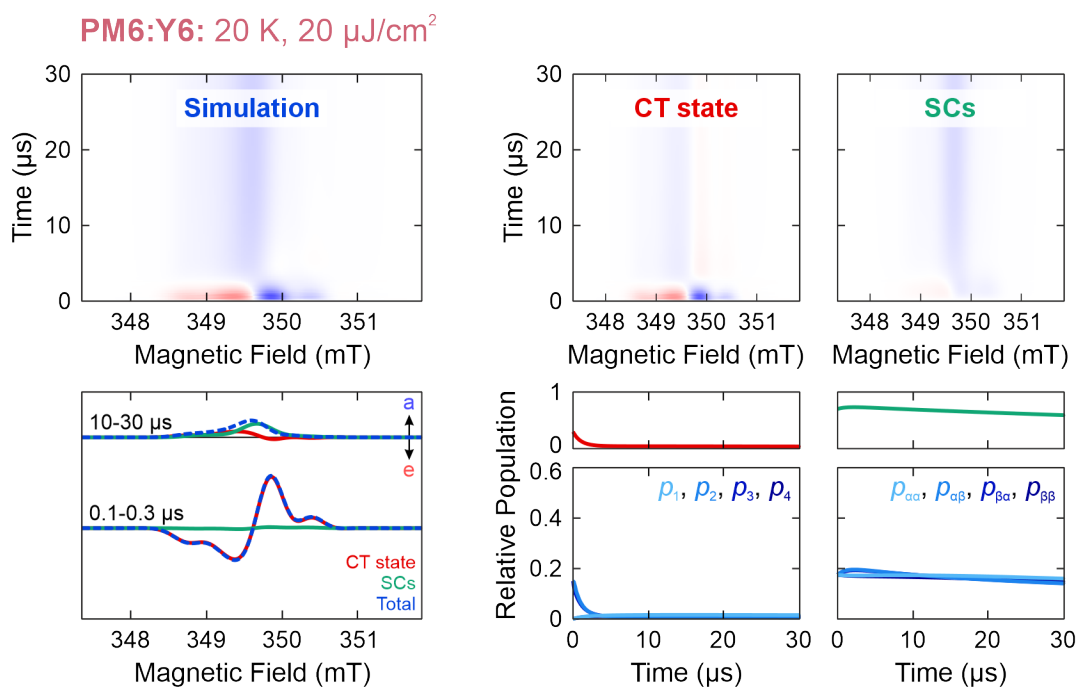 PM6:Y6: 20 K, 20 µJ/cm²
30
20
10
0
Time (µs)
Simulation
348 349 350 351
Magnetic Field (mT)
30
20
10
0
Time (µs)
CT state
348 349 350 351
Magnetic Field (mT)
SCs
348 349 350 351
Magnetic Field (mT)
10-30 µs
a
e
0.1-0.3 µs
CT state
SCs
Total
348 349 350 351
Magnetic Field (mT)
Relative Population
1
0
0.6
0.4
0.2
0
p₁, p₂, p₃, p₄
0 10 20 30
Time (µs)
pαα, pαβ, pβα, pββ
0 10 20 30
Time (µs)